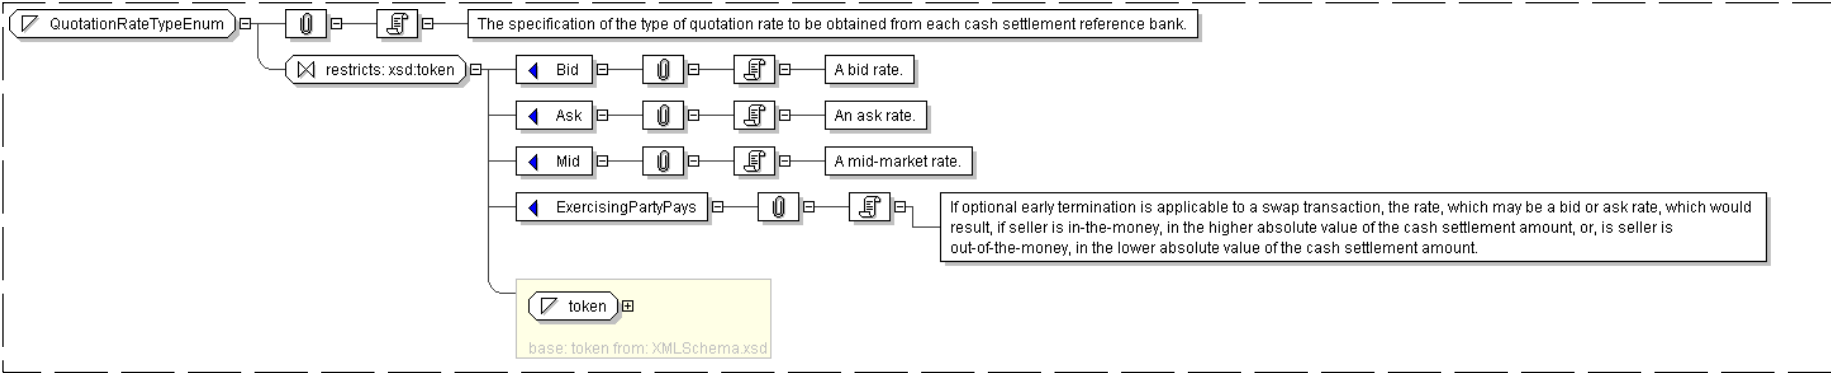 QuotationRateTypeEnum
The specification of the type of quotation rate to be obtained from each cash settlement reference bank.
restricts: xsd:token
Bid
A bid rate.
Ask
An ask rate.
Mid
A mid-market rate.
ExercisingPartyPays
If optional early termination is applicable to a swap transaction, the rate, which may be a bid or ask rate, which would
result, if seller is in-the-money, in the higher absolute value of the cash settlement amount, or, is seller is
out-of-the-money, in the lower absolute value of the cash settlement amount.
token
base: token from: XMLSchema.xsd